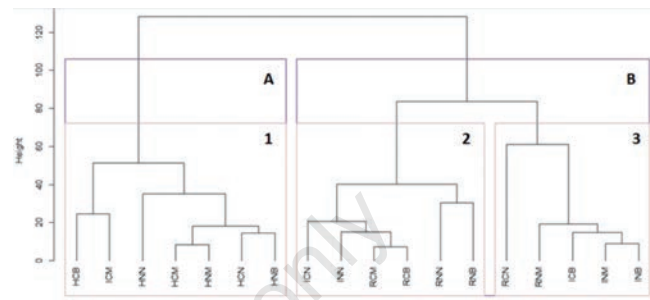 120
100
80
60
40
20
0
Height
A
B
1
2
3
HCB
ICM
HNN
HCM
HNM
HCN
HNB
ICN
INN
RCM
RCB
RNN
RNB
RCN
RNM
ICB
INM
INB
only